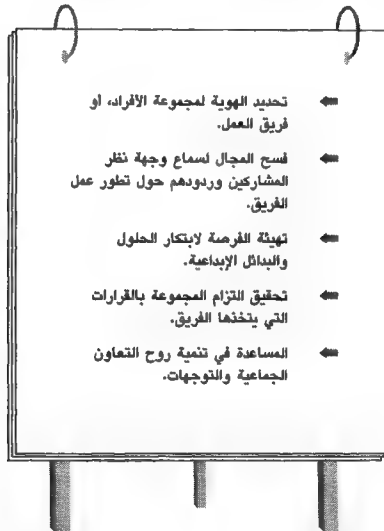 تحديد الهوية لمجموعة الأفراد، أو
فريق العمل.
فسح المجال لسماع وجهة نظر
المشاركين وردودهم حول تطور عمل
الفريق.
تهيئة الفرصة لابتكار الحلول
والبدائل الإبداعية.
تحقيق التزام المجموعة بالقرارات
التي يتخذها الفريق.
المساعدة في تنمية روح التعاون
الجماعية والتوجهات.